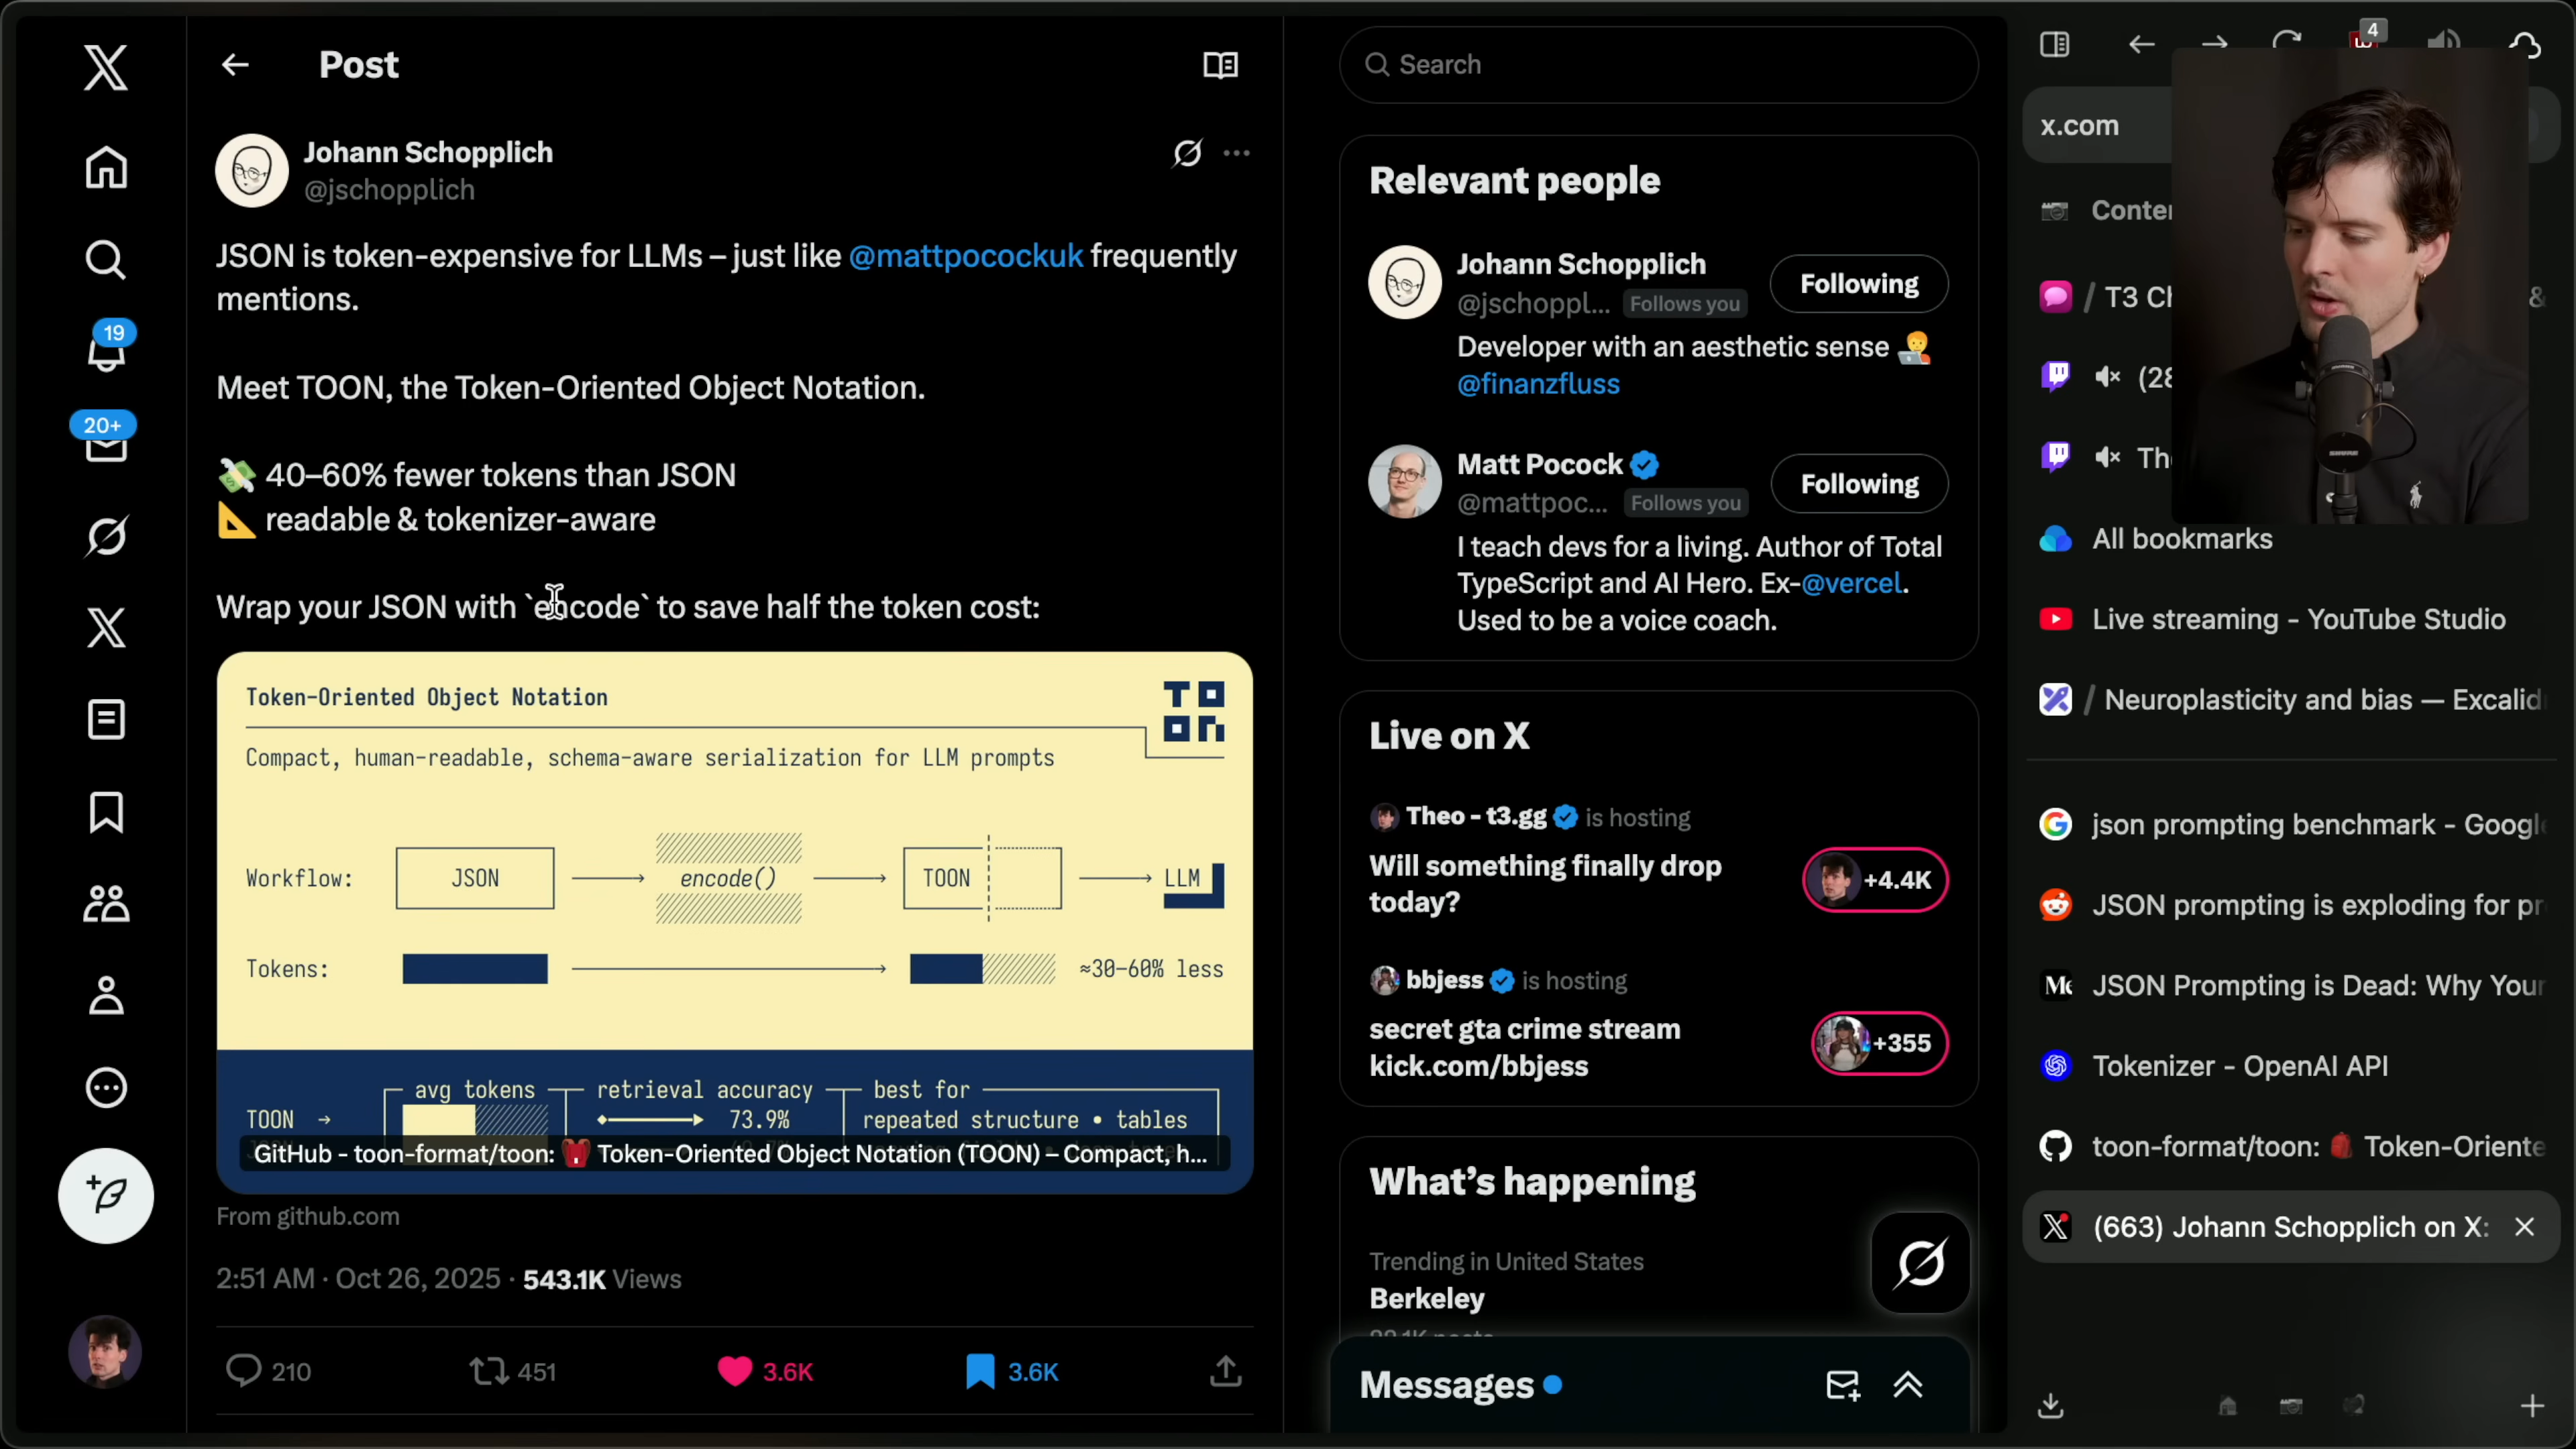 Post
Johann Schopplich
@jschopplich
JSON is token-expensive for LLMs – just like @mattpocockuk frequently
mentions.
Meet TOON, the Token-Oriented Object Notation.
💸 40–60% fewer tokens than JSON
📐 readable & tokenizer-aware
Wrap your JSON with `encode` to save half the token cost:
Token-Oriented Object Notation
TOON
Compact, human-readable, schema-aware serialization for LLM prompts
Workflow: JSON encode() TOON LLM
Tokens: ≈30–60% less
avg tokens retrieval accuracy best for
TOON → 73.9% repeated structure • tables
GitHub - toon-format/toon: 🎒 Token-Oriented Object Notation (TOON) – Compact, h...
From github.com
2:51 AM · Oct 26, 2025 · 543.1K Views
210 451 3.6K 3.6K
19
20+
Search
Relevant people
Johann Schopplich
@jschoppl... Follows you
Following
Developer with an aesthetic sense 🧑‍💻
@finanzfluss
Matt Pocock
@mattpoc... Follows you
Following
I teach devs for a living. Author of Total
TypeScript and AI Hero. Ex-@vercel.
Used to be a voice coach.
Live on X
Theo - t3.gg is hosting
Will something finally drop
today?
+4.4K
bbjess is hosting
secret gta crime stream
kick.com/bbjess
+355
What's happening
Trending in United States
Berkeley
Messages
4
x.com
/ T3
(28
All bookmarks
Live streaming - YouTube Studio
/ Neuroplasticity and bias —
json prompting benchmark -
JSON prompting is exploding for
JSON Prompting is Dead: Why
Tokenizer - OpenAI API
toon-format/toon: 🎒
(663) Johann Schopplich on X:
SHURE